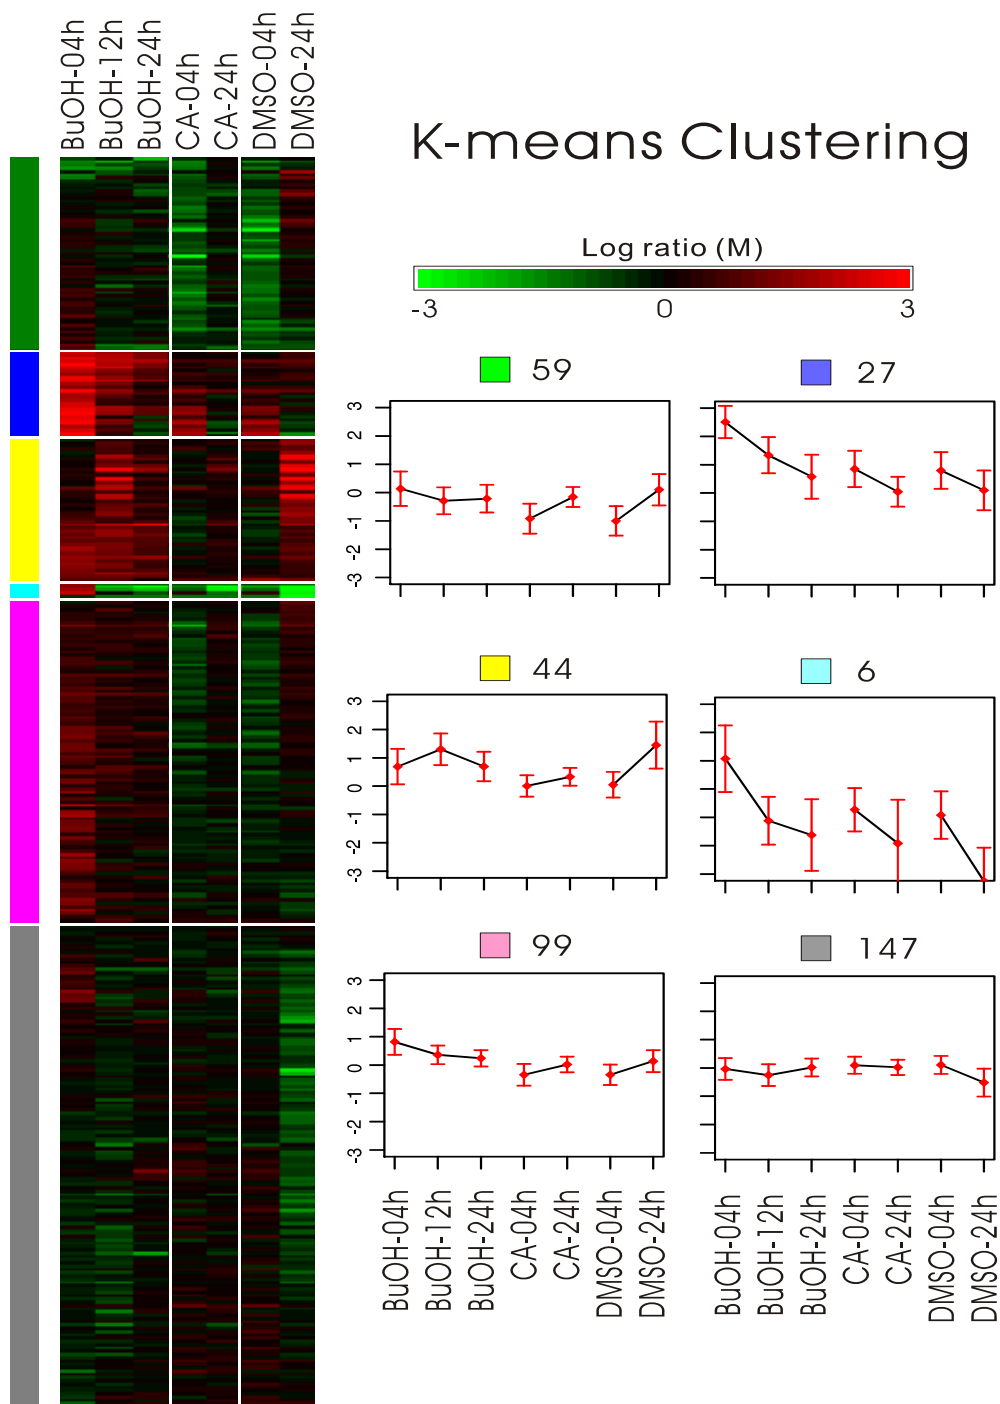 BuOH-04h
BuOH-12h
BuOH-24h
CA-04h
CA-24h
DMSO-04h
DMSO-24h
K-means Clustering
Log ratio (M)
-3 0 3
59
27
3
2
1
0
-1
-2
-3
44
6
3
2
1
0
-1
-2
-3
99
147
3
2
1
0
-1
-2
-3
BuOH-04h
BuOH-12h
BuOH-24h
CA-04h
CA-24h
DMSO-04h
DMSO-24h
BuOH-04h
BuOH-12h
BuOH-24h
CA-04h
CA-24h
DMSO-04h
DMSO-24h